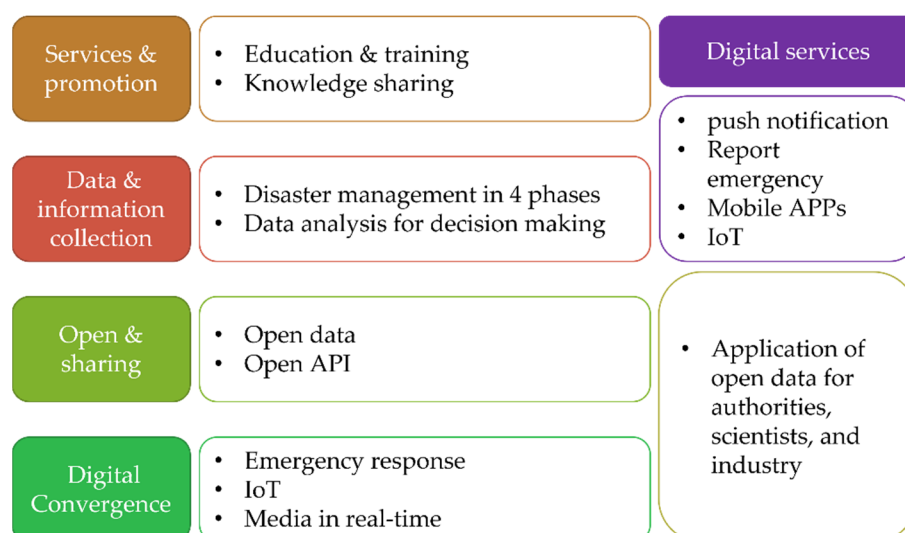 Services &
promotion
• Education & training
• Knowledge sharing
Data &
information
collection
• Disaster management in 4 phases
• Data analysis for decision making
Open &
sharing
• Open data
• Open API
Digital
Convergence
• Emergency response
• IoT
• Media in real-time
Digital services
• push notification
• Report
emergency
• Mobile APPs
• IoT
• Application of
open data for
authorities,
scientists, and
industry